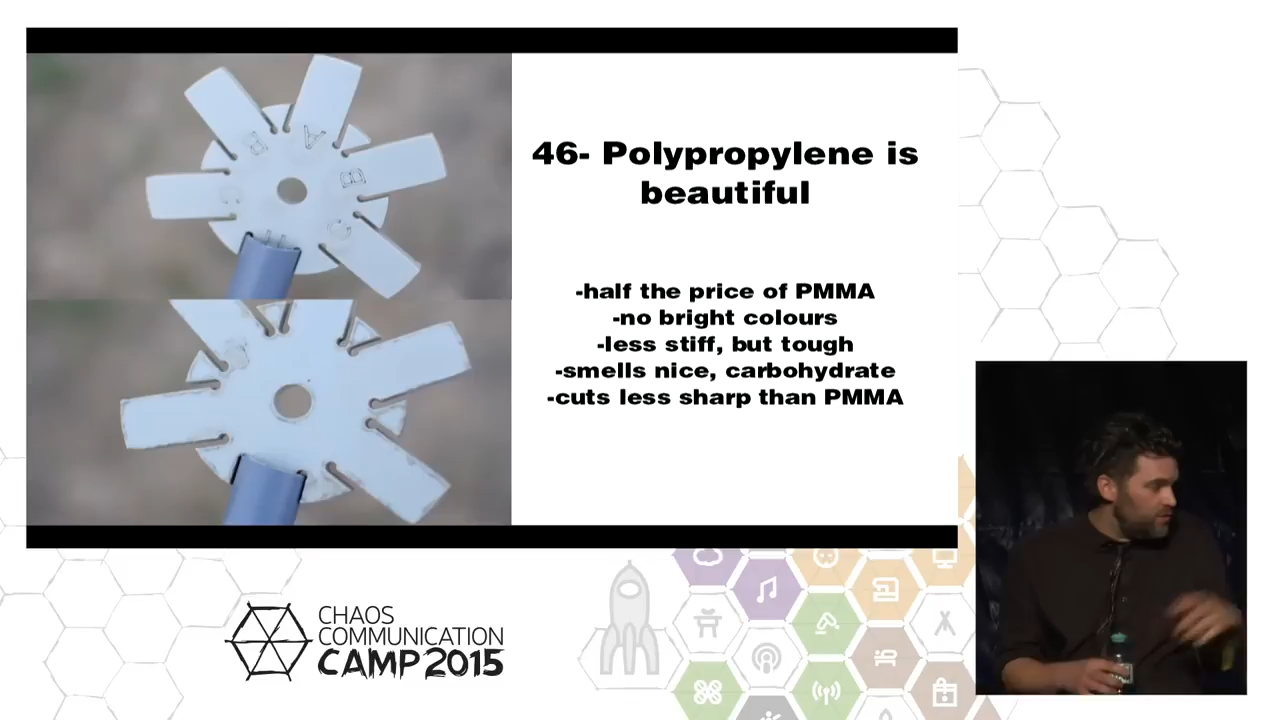 46- Polypropylene is
beautiful
-half the price of PMMA
-no bright colours
-less stiff, but tough
-smells nice, carbohydrate
-cuts less sharp than PMMA
B
A
B
C
C
CHAOS
COMMUNICATION
CAMP 2015